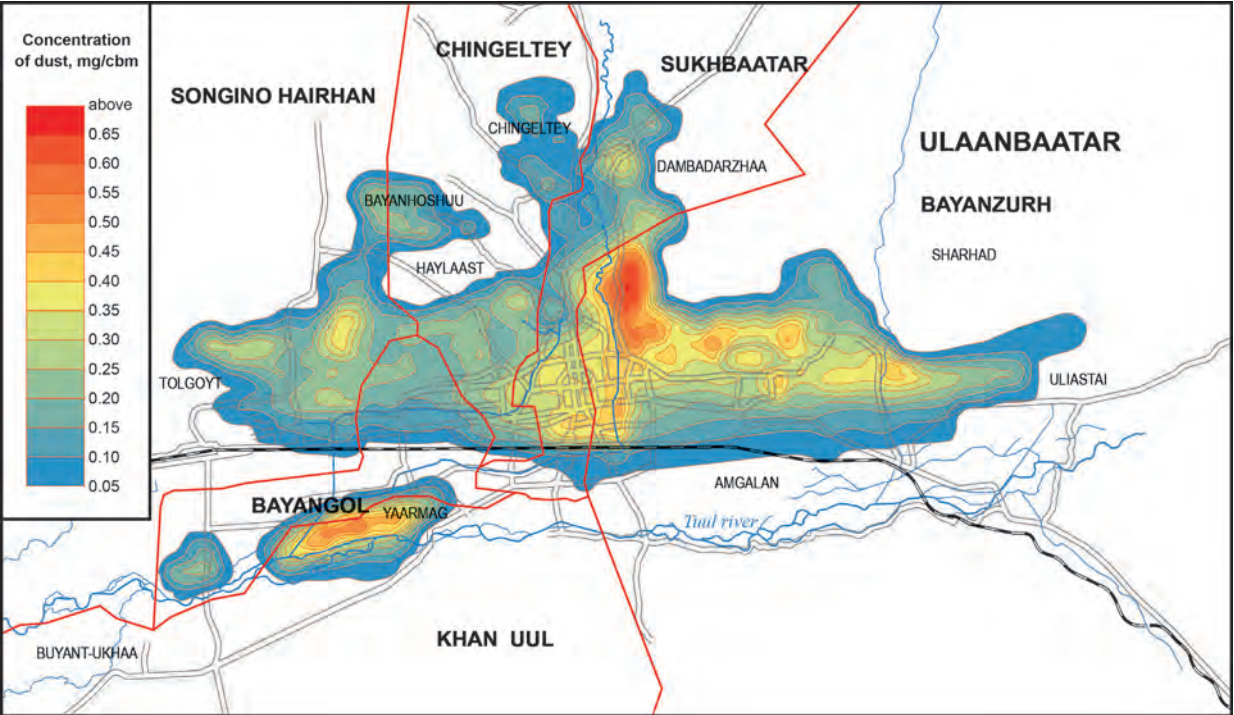 Concentration
of dust, mg/cbm
above
0.65
0.60
0.55
0.50
0.45
0.40
0.35
0.30
0.25
0.20
0.15
0.10
0.05
CHINGELTEY
SUKHBAATAR
SONGINO HAIRHAN
CHINGELTEY
ULAANBAATAR
DAMBADARZHAA
BAYANHOSHUU
BAYANZURH
SHARHAD
HAYLAAST
TOLGOYT
ULIASTAI
AMGALAN
BAYANGOL
YAARMAG
Tuul river
KHAN UUL
BUYANT-UKHAA